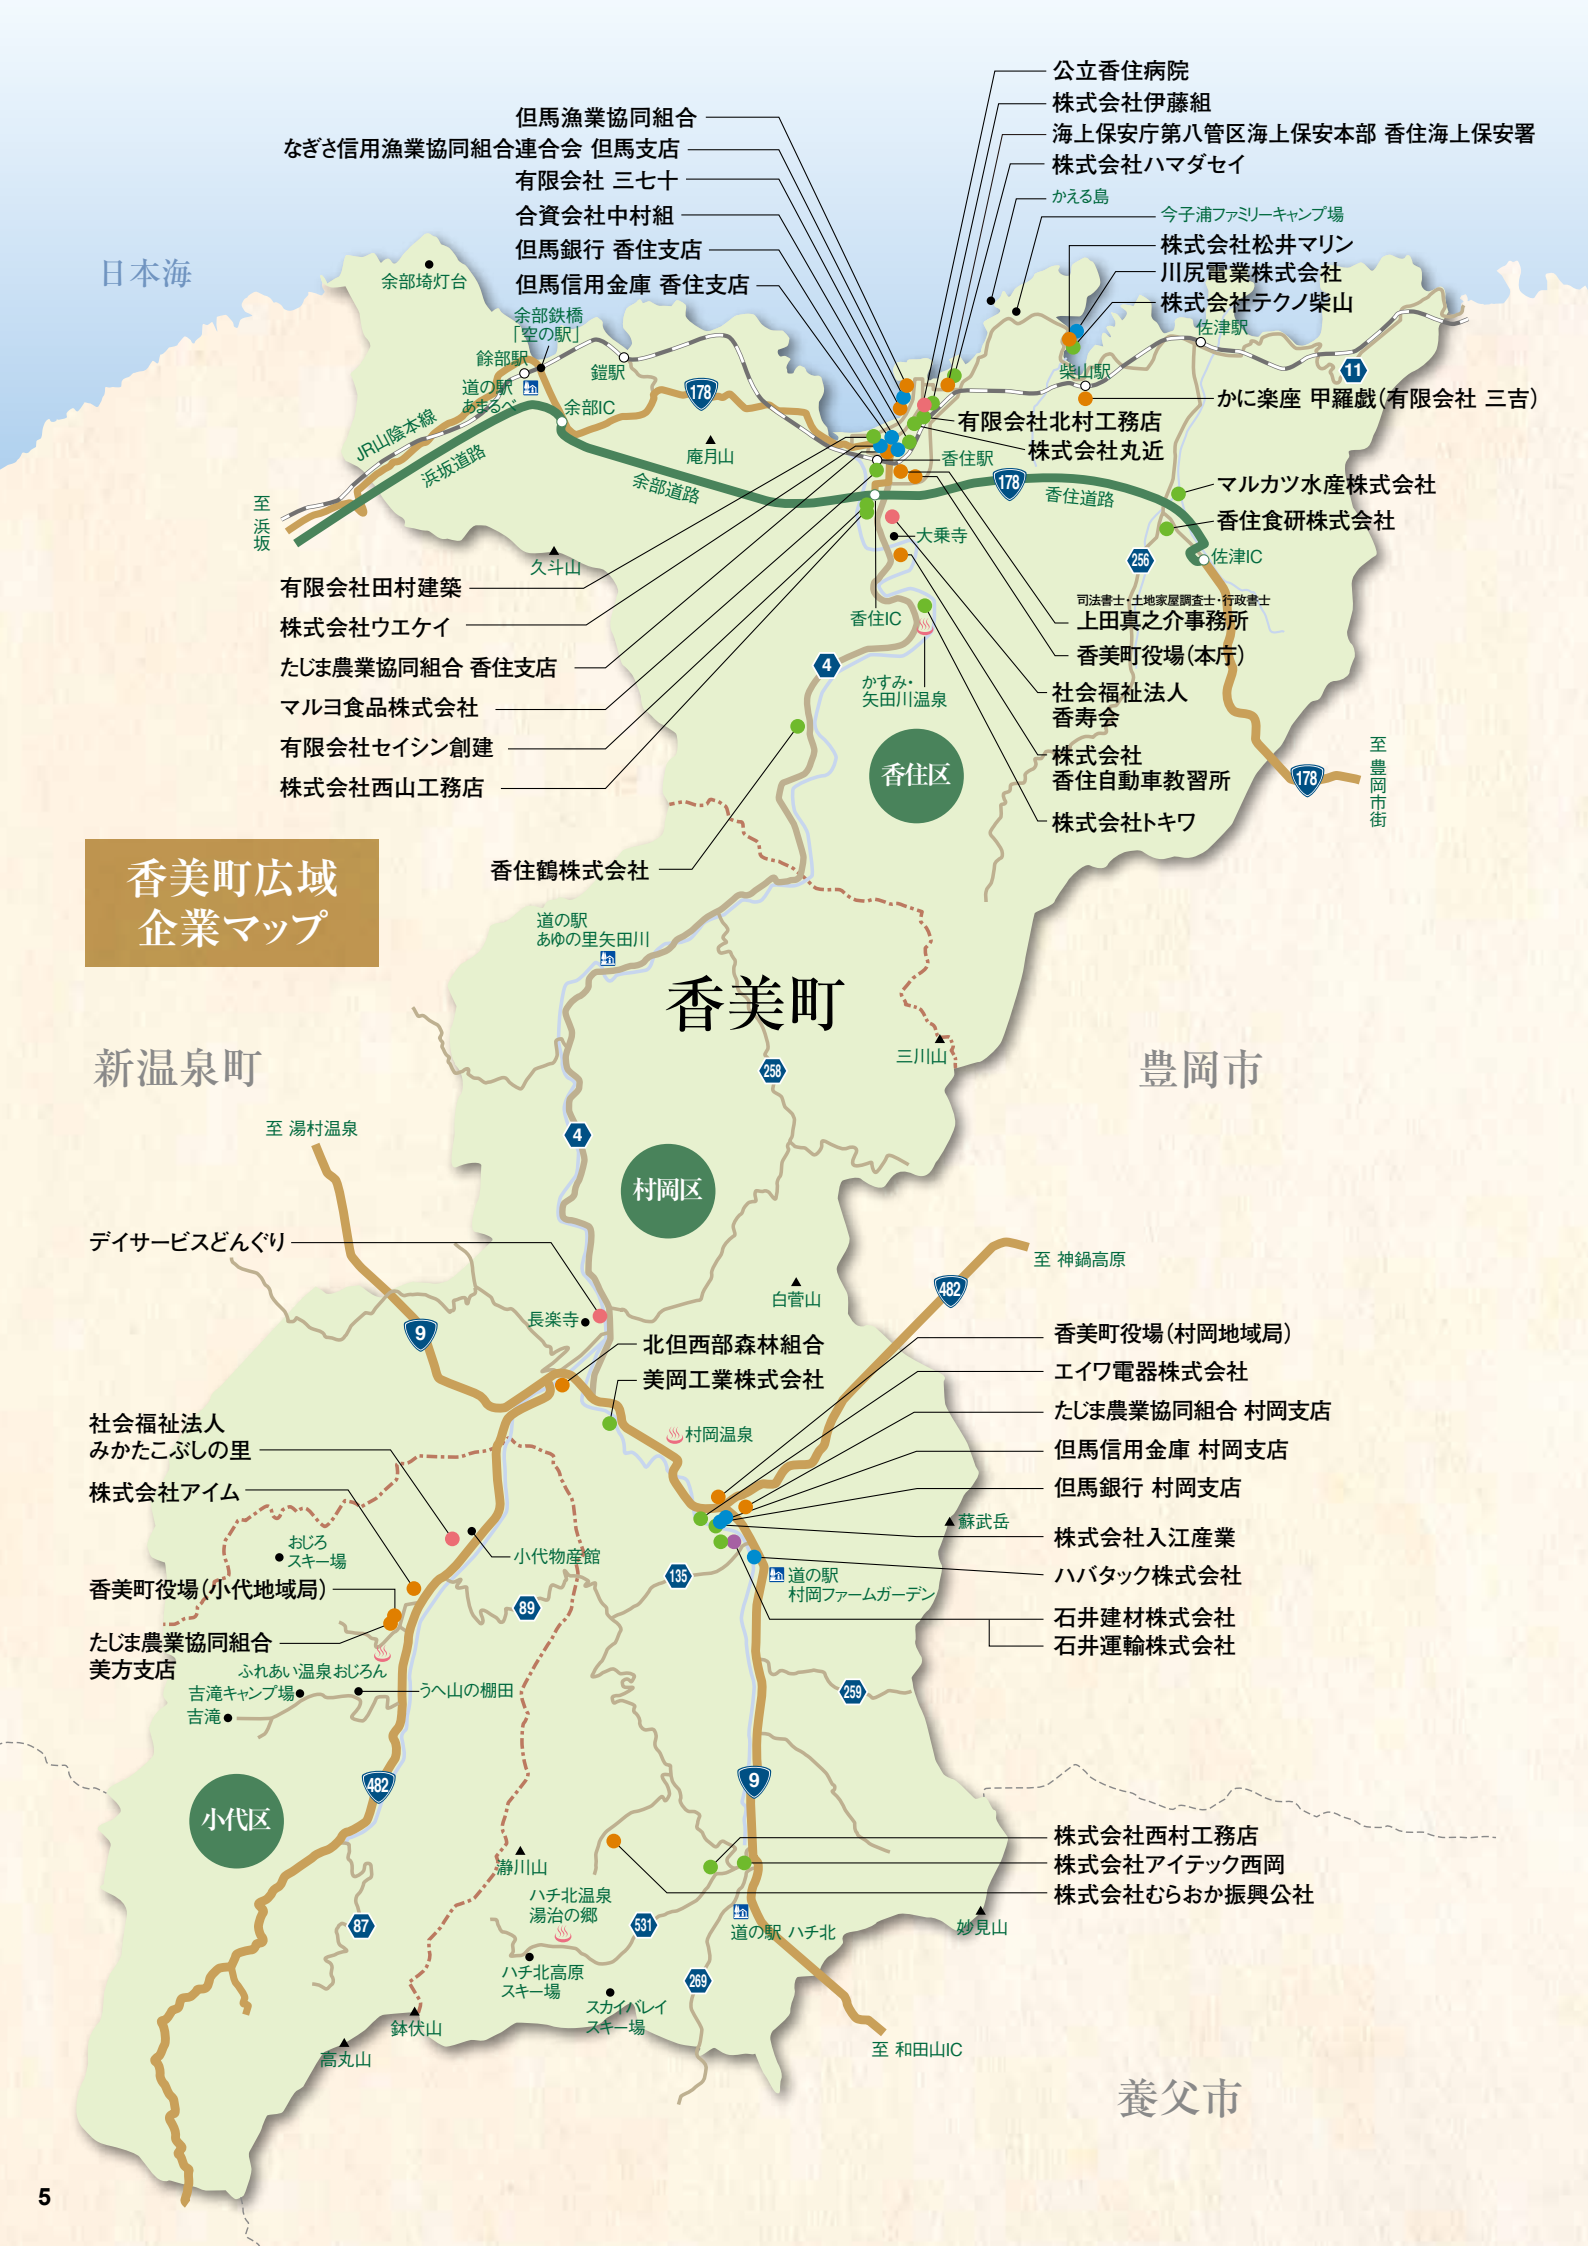 公立香住病院
株式会社伊藤組
海上保安庁第八管区海上保安本部 香住海上保安署
株式会社ハマダセイ
かえる島
今子浦ファミリーキャンプ場
株式会社松井マリン
川尻電業株式会社
株式会社テクノ柴山
佐津駅
但馬漁業協同組合
なぎさ信用漁業協同組合連合会 但馬支店
有限会社 三七十
合資会社中村組
但馬銀行 香住支店
但馬信用金庫 香住支店
日本海
余部埼灯台
余部鉄橋
「空の駅」
餘部駅
道の駅
あまるべ
鎧駅
余部IC
178
柴山駅
11
かに楽座 甲羅戯(有限会社 三吉)
有限会社北村工務店
株式会社丸近
JR山陰本線
浜坂道路
庵月山
余部道路
香住駅
178
香住道路
マルカツ水産株式会社
香住食研株式会社
至 浜坂
久斗山
大乗寺
256
佐津IC
有限会社田村建築
株式会社ウエケイ
たじま農業協同組合 香住支店
マルヨ食品株式会社
有限会社セイシン創建
株式会社西山工務店
香住IC
司法書士・土地家屋調査士・行政書士
上田真之介事務所
香美町役場(本庁)
社会福祉法人
香寿会
株式会社
香住自動車教習所
株式会社トキワ
4
かすみ・
矢田川温泉
香住区
178
至 豊岡市街
香美町広域
企業マップ
香住鶴株式会社
道の駅
あゆの里矢田川
香美町
三川山
新温泉町
豊岡市
258
至 湯村温泉
4
村岡区
デイサービスどんぐり
白菅山
482
至 神鍋高原
長楽寺
9
北但西部森林組合
美岡工業株式会社
香美町役場(村岡地域局)
エイワ電器株式会社
たじま農業協同組合 村岡支店
但馬信用金庫 村岡支店
但馬銀行 村岡支店
株式会社入江産業
ハバタック株式会社
石井建材株式会社
石井運輸株式会社
村岡温泉
蘇武岳
社会福祉法人
みかたこぶしの里
株式会社アイム
おじろ
スキー場
小代物産館
香美町役場(小代地域局)
たじま農業協同組合
美方支店
ふれあい温泉おじろん
吉滝キャンプ場
吉滝
うへ山の棚田
135
89
道の駅
村岡ファームガーデン
259
482
小代区
9
瀞川山
株式会社西村工務店
株式会社アイテック西岡
株式会社むらおか振興公社
ハチ北温泉
湯治の郷
531
87
道の駅 ハチ北
妙見山
ハチ北高原
スキー場
スカイバレイ
スキー場
269
鉢伏山
高丸山
至 和田山IC
養父市
5